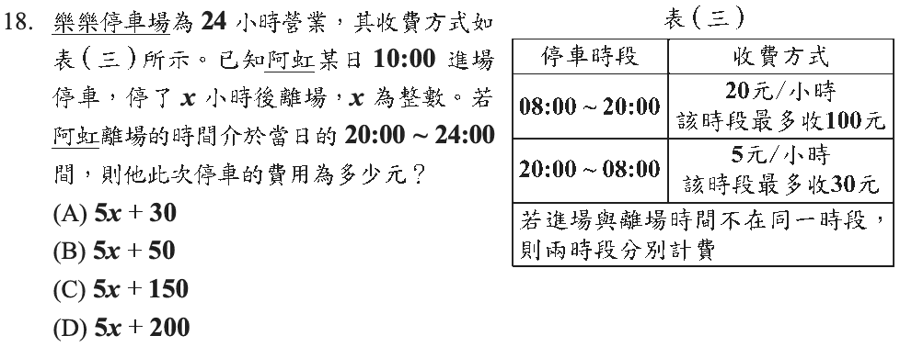 18. 樂樂停車場為 24 小時營業，其收費方式如
表(三)所示。已知阿虹某日 10:00 進場
停車，停了 x 小時後離場，x 為整數。若
阿虹離場的時間介於當日的 20:00 ~ 24:00
間，則他此次停車的費用為多少元？
(A) 5x + 30
(B) 5x + 50
(C) 5x + 150
(D) 5x + 200
表(三)
停車時段 收費方式
08:00 ~ 20:00 20元/小時
該時段最多收100元
20:00 ~ 08:00 5元/小時
該時段最多收30元
若進場與離場時間不在同一時段，
則兩時段分別計費